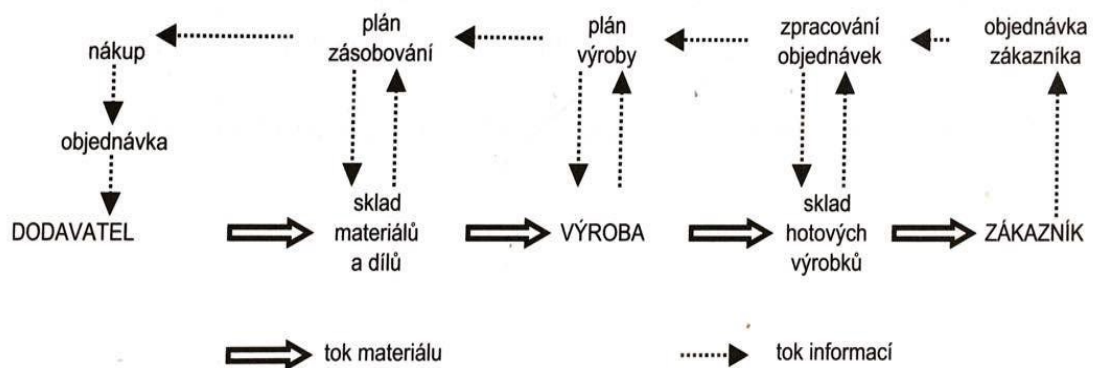 nákup
plán
zásobování
plán
výroby
zpracování
objednávek
objednávka
zákazníka
objednávka
DODAVATEL
sklad
materiálů
a dílů
VÝROBA
sklad
hotových
výrobků
ZÁKAZNÍK
tok materiálu
tok informací